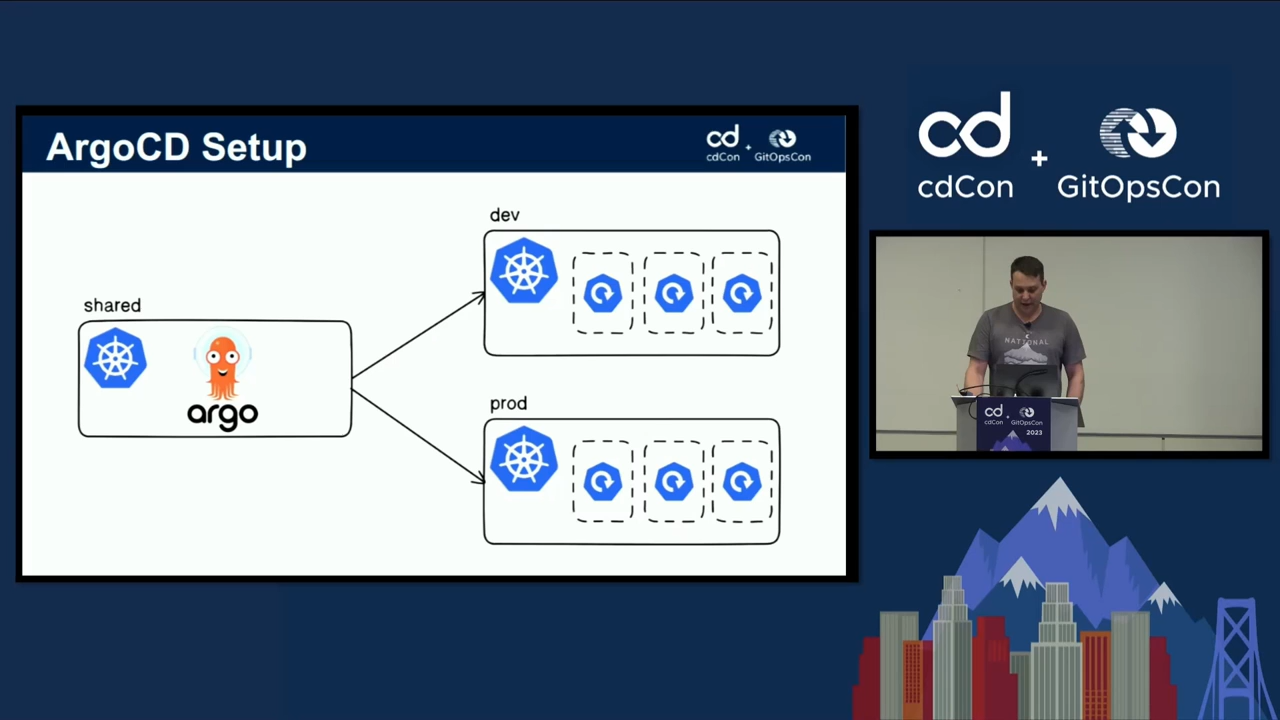 ArgoCD Setup
cd
cdCon
+
GitOpsCon
shared
argo
dev
prod
cd
cdCon
+
GitOpsCon
NATIONAL
cd
cdCon
+
GitOpsCon
2023